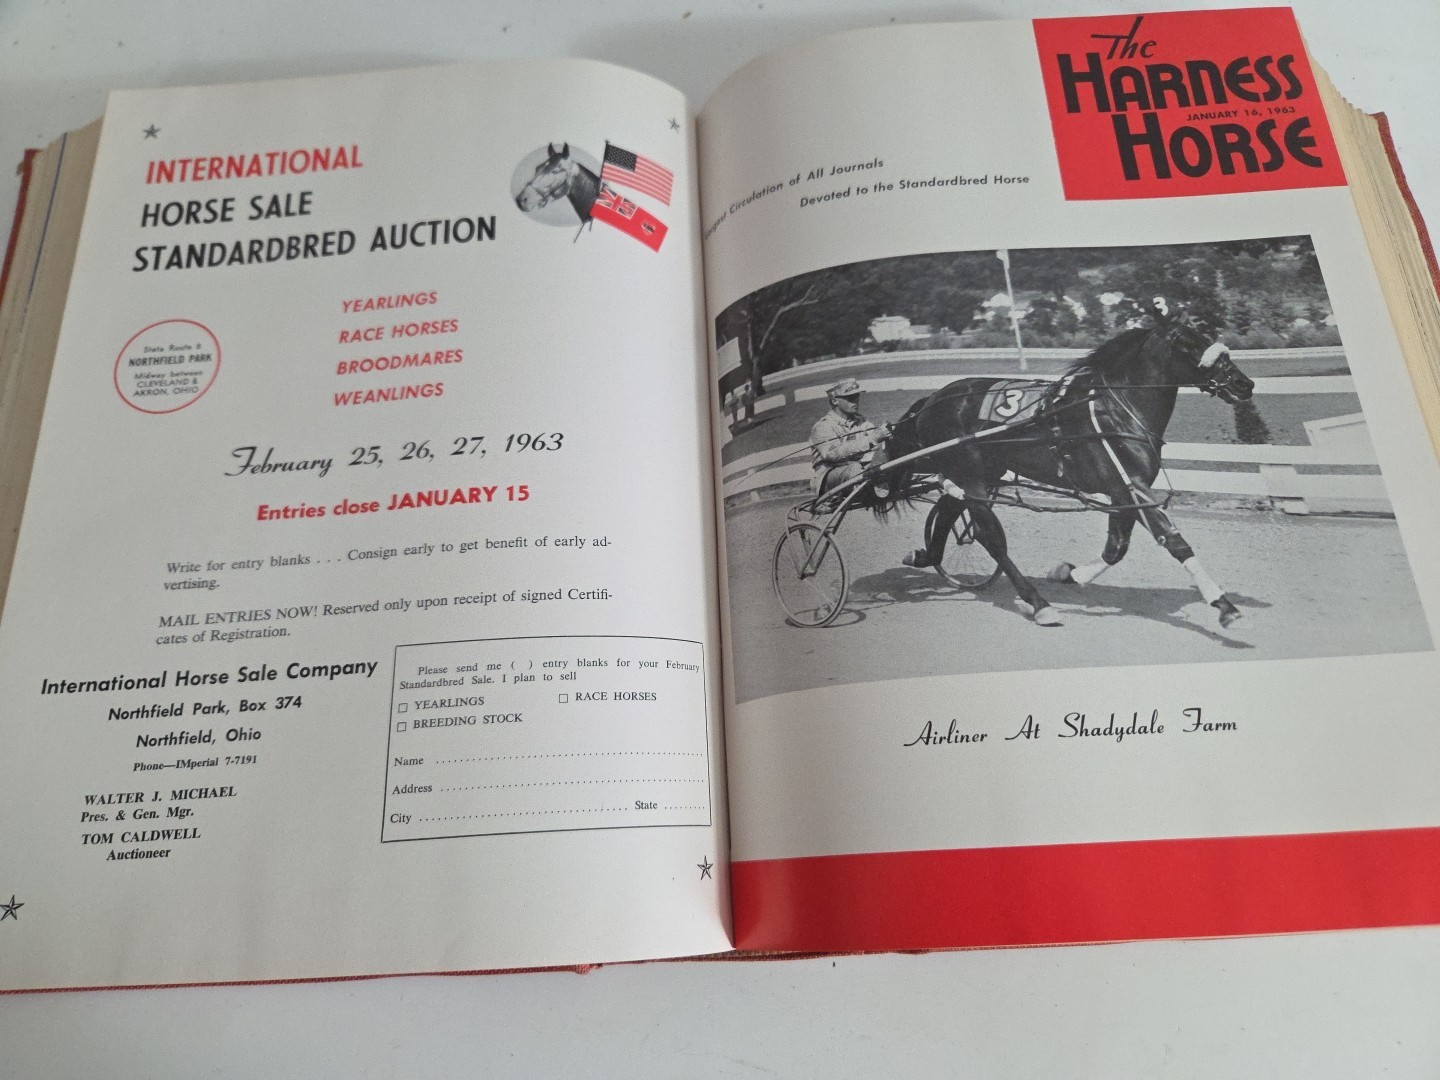 INTERNATIONAL
HORSE SALE
STANDARDBRED AUCTION
YEARLINGS
RACE HORSES
BROODMARES
WEANLINGS
State Route 8
NORTHFIELD PARK
Midway between
CLEVELAND &
AKRON, OHIO
February 25, 26, 27, 1963
Entries close JANUARY 15
Write for entry blanks . . . Consign early to get benefit of early ad-
vertising.
MAIL ENTRIES NOW! Reserved only upon receipt of signed Certifi-
cates of Registration.
International Horse Sale Company
Northfield Park, Box 374
Northfield, Ohio
Phone—IMperial 7-7191
WALTER J. MICHAEL
Pres. & Gen. Mgr.
TOM CALDWELL
Auctioneer
Please send me ( ) entry blanks for your February
Standardbred Sale. I plan to sell
□ YEARLINGS □ RACE HORSES
□ BREEDING STOCK
Name
Address
City State
The
HARNESS
JANUARY 16, 1963
HORSE
Largest Circulation of All Journals
Devoted to the Standardbred Horse
3
3
Airliner At Shadydale Farm